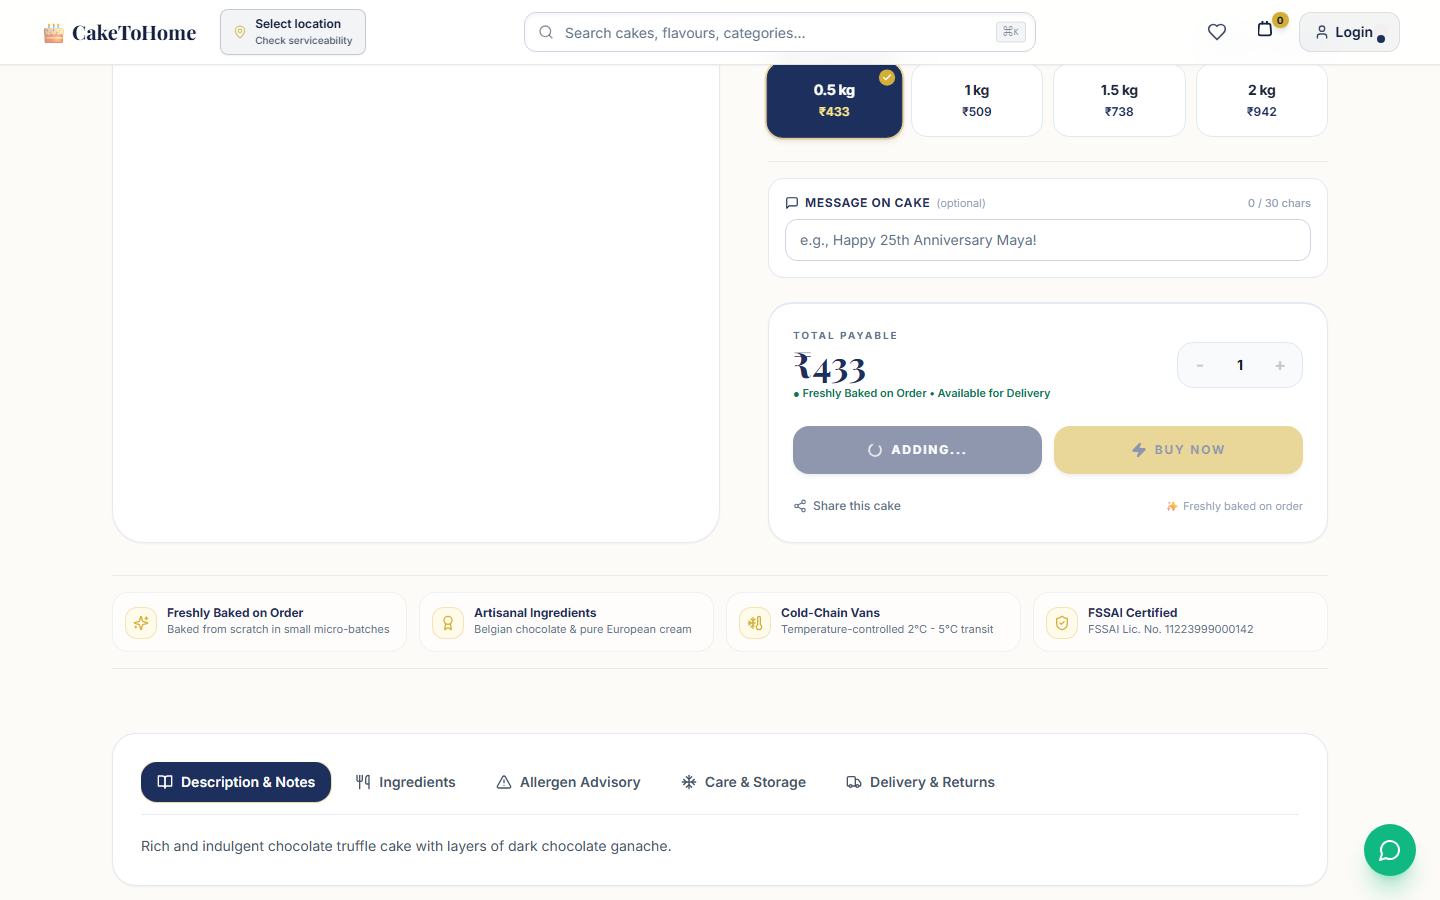 CakeToHome
Select location
Check serviceability
Search cakes, flavours, categories...
⌘K
0
Login
0.5 kg
₹433
1 kg
₹509
1.5 kg
₹738
2 kg
₹942
MESSAGE ON CAKE (optional)
0 / 30 chars
e.g., Happy 25th Anniversary Maya!
TOTAL PAYABLE
₹433
● Freshly Baked on Order • Available for Delivery
- 1 +
ADDING...
BUY NOW
Share this cake
✨ Freshly baked on order
Freshly Baked on Order
Baked from scratch in small micro-batches
Artisanal Ingredients
Belgian chocolate & pure European cream
Cold-Chain Vans
Temperature-controlled 2°C - 5°C transit
FSSAI Certified
FSSAI Lic. No. 11223999000142
Description & Notes
Ingredients
Allergen Advisory
Care & Storage
Delivery & Returns
Rich and indulgent chocolate truffle cake with layers of dark chocolate ganache.